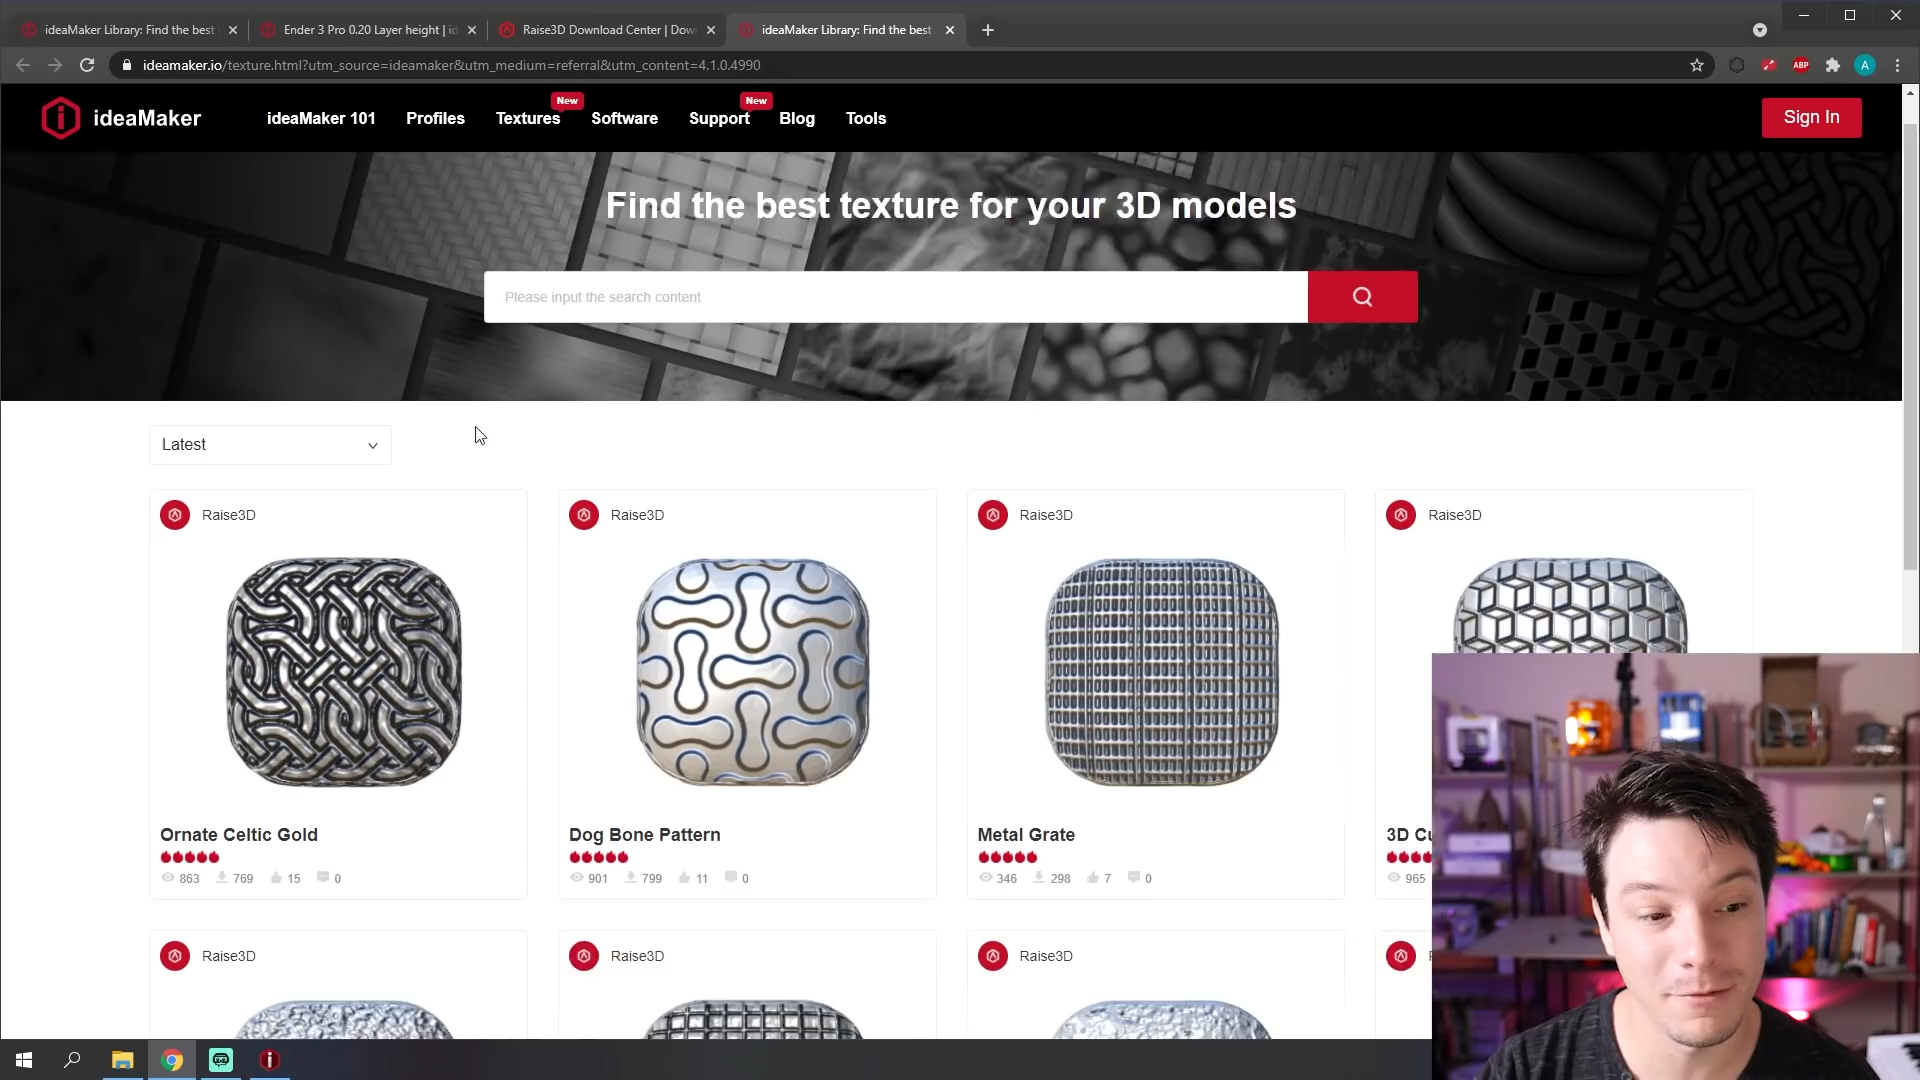 ideaMaker Library: Find the best
Ender 3 Pro 0.20 Layer height | id
Raise3D Download Center | Dow
ideaMaker Library: Find the best
ideamaker.io/texture.html?utm_source=ideamaker&utm_medium=referral&utm_content=4.1.0.4990
ABP
A
ideaMaker
ideaMaker 101
Profiles
Textures
New
Software
Support
New
Blog
Tools
Sign In
Find the best texture for your 3D models
Please input the search content
Latest
Raise3D
Raise3D
Raise3D
Raise3D
Ornate Celtic Gold
863 769 15 0
Dog Bone Pattern
901 799 11 0
Metal Grate
346 298 7 0
3D Cu
965
Raise3D
Raise3D
Raise3D